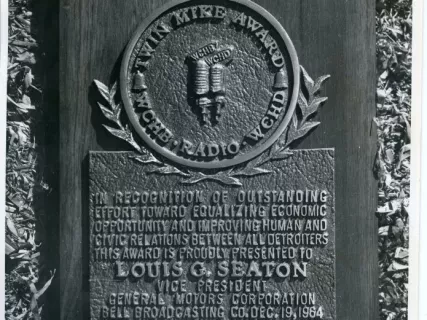 TWIN MIKE AWARD
WCHB
WCHD
WCHB · RADIO · WCHD
IN RECOGNITION OF OUTSTANDING
EFFORT TOWARD EQUALIZING ECONOMIC
OPPORTUNITY AND IMPROVING HUMAN AND
CIVIC RELATIONS BETWEEN ALL DETROITERS
THIS AWARD IS PROUDLY PRESENTED TO
LOUIS G. SEATON
VICE PRESIDENT
GENERAL MOTORS CORPORATION
BELL BROADCASTING CO. DEC. 19, 1964